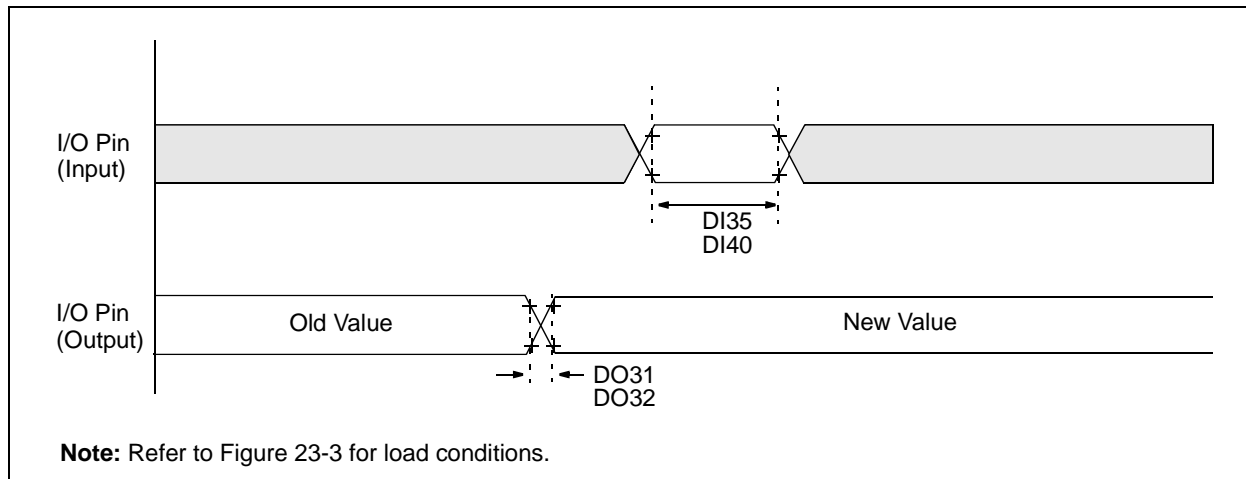 I/O Pin
(Input)
DI35
DI40
I/O Pin
(Output)
Old Value
New Value
DO31
DO32
Note: Refer to Figure 23-3 for load conditions.